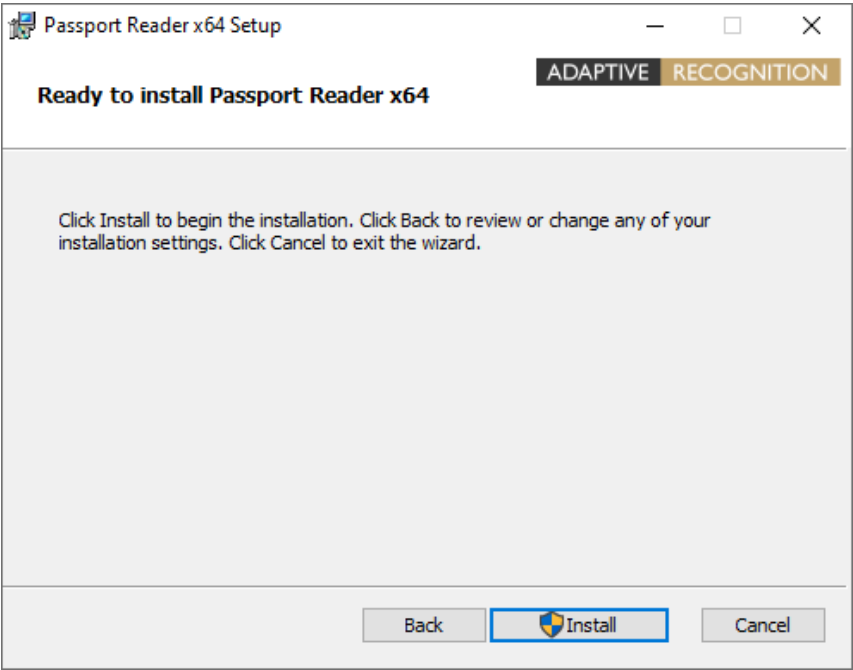 Passport Reader x64 Setup
ADAPTIVE RECOGNITION
Ready to install Passport Reader x64
Click Install to begin the installation. Click Back to review or change any of your
installation settings. Click Cancel to exit the wizard.
Back Install Cancel